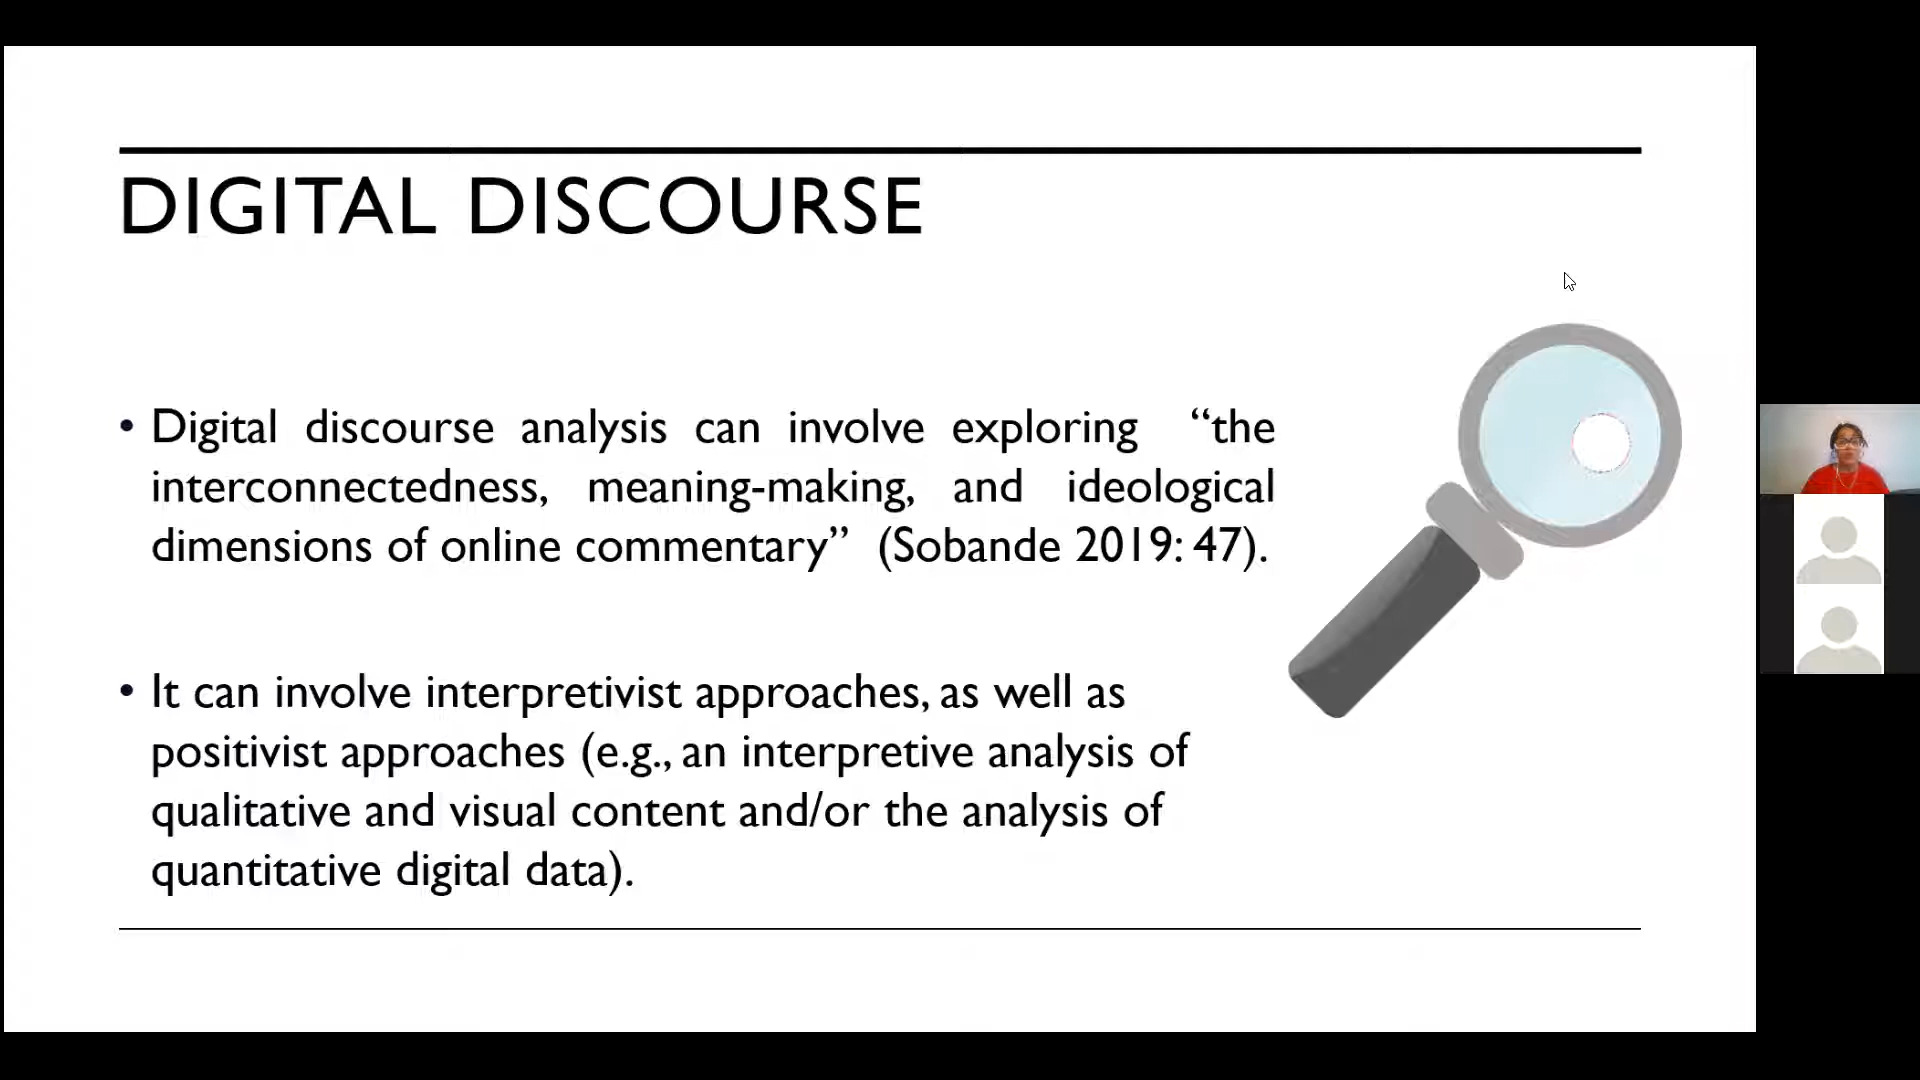 DIGITAL DISCOURSE
• Digital discourse analysis can involve exploring “the
interconnectedness, meaning-making, and ideological
dimensions of online commentary” (Sobande 2019: 47).
• It can involve interpretivist approaches, as well as
positivist approaches (e.g., an interpretive analysis of
qualitative and visual content and/or the analysis of
quantitative digital data).